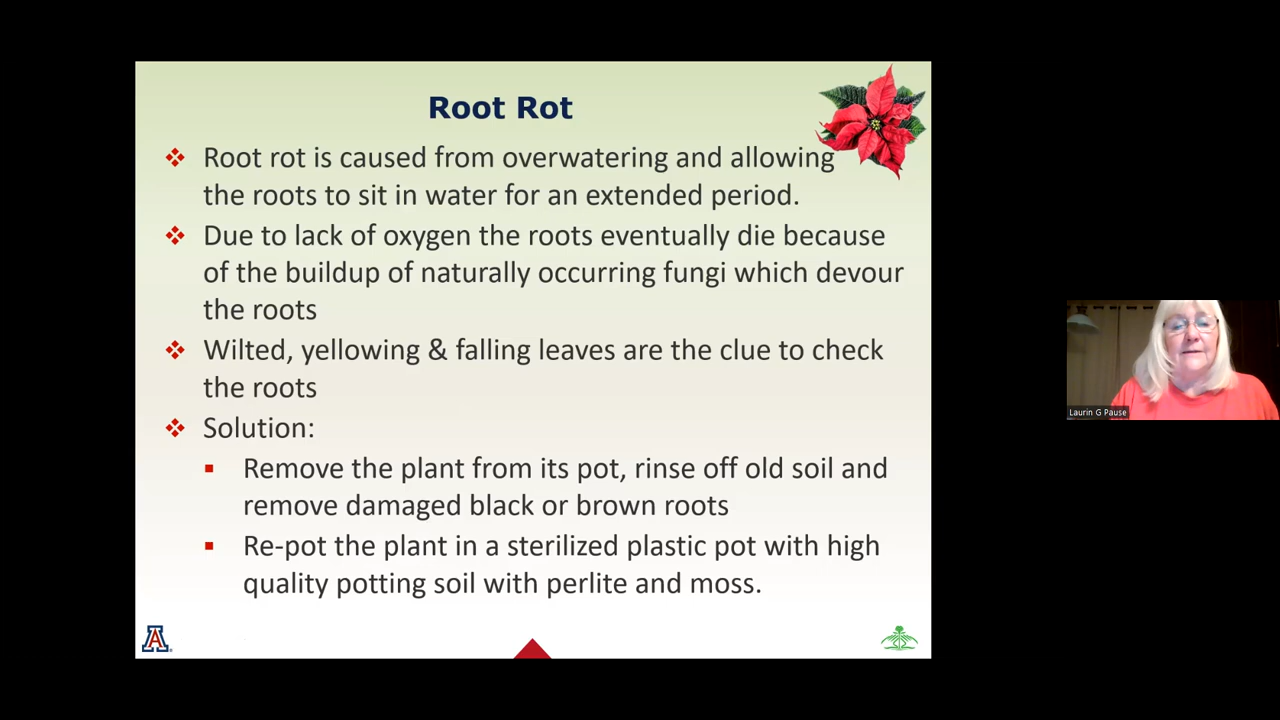 Root Rot
Root rot is caused from overwatering and allowing
the roots to sit in water for an extended period.
Due to lack of oxygen the roots eventually die because
of the buildup of naturally occurring fungi which devour
the roots
Wilted, yellowing & falling leaves are the clue to check
the roots
Solution:
Remove the plant from its pot, rinse off old soil and
remove damaged black or brown roots
Re-pot the plant in a sterilized plastic pot with high
quality potting soil with perlite and moss.
A
Laurin G Pause